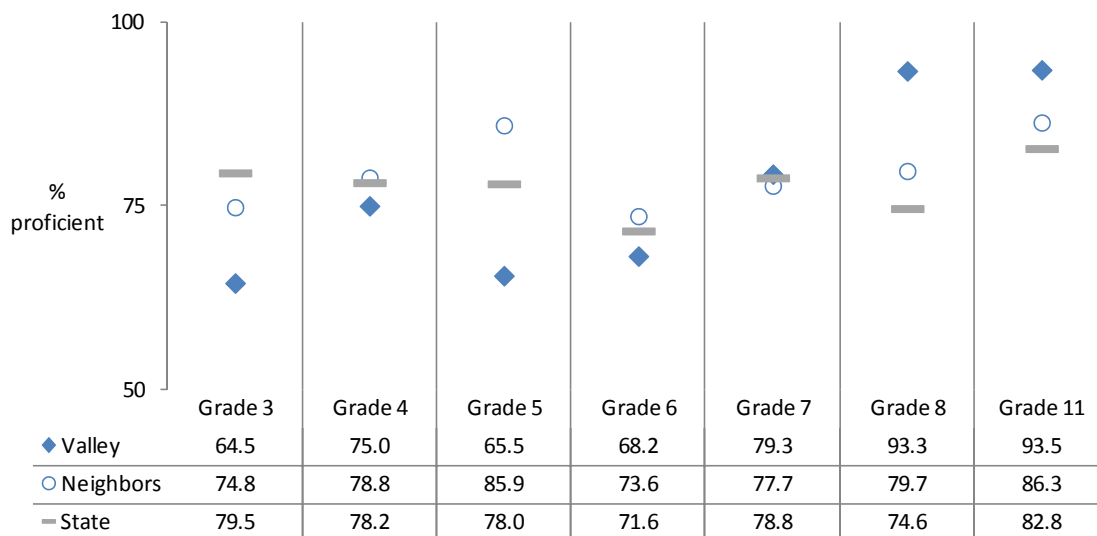 100
75
% proficient
50
Grade 3 Grade 4 Grade 5 Grade 6 Grade 7 Grade 8 Grade 11
Valley 64.5 75.0 65.5 68.2 79.3 93.3 93.5
Neighbors 74.8 78.8 85.9 73.6 77.7 79.7 86.3
State 79.5 78.2 78.0 71.6 78.8 74.6 82.8